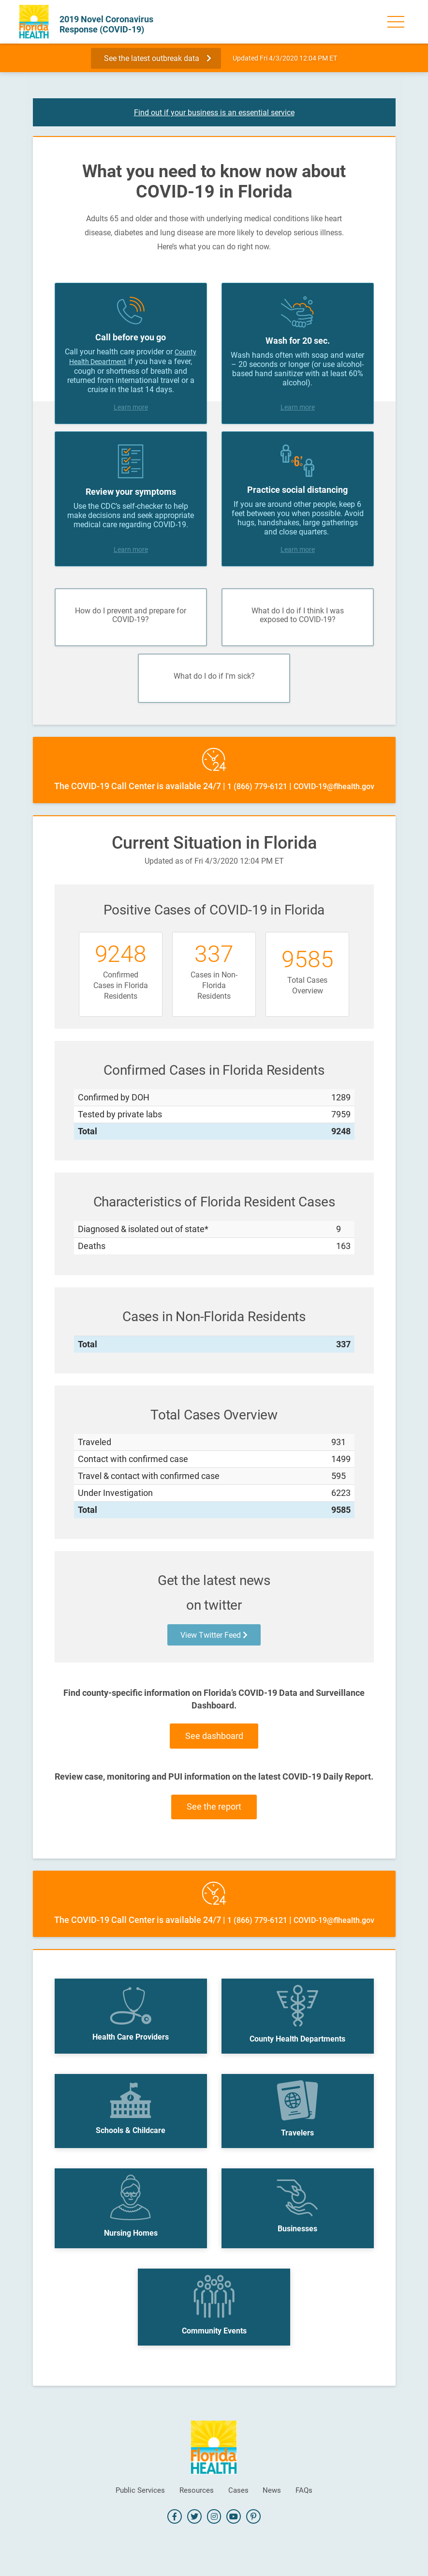 Florida
HEALTH
2019 Novel Coronavirus
Response (COVID-19)
See the latest outbreak data
Updated Fri 4/3/2020 12:04 PM ET
Find out if your business is an essential service
What you need to know now about
COVID-19 in Florida
Adults 65 and older and those with underlying medical conditions like heart
disease, diabetes and lung disease are more likely to develop serious illness.
Here's what you can do right now.
Call before you go
Call your health care provider or County
Health Department if you have a fever,
cough or shortness of breath and
returned from international travel or a
cruise in the last 14 days.
Learn more
Wash for 20 sec.
Wash hands often with soap and water
– 20 seconds or longer (or use alcohol-
based hand sanitizer with at least 60%
alcohol).
Learn more
Review your symptoms
Use the CDC's self-checker to help
make decisions and seek appropriate
medical care regarding COVID-19.
Learn more
6'
Practice social distancing
If you are around other people, keep 6
feet between you when possible. Avoid
hugs, handshakes, large gatherings
and close quarters.
Learn more
How do I prevent and prepare for
COVID-19?
What do I do if I think I was
exposed to COVID-19?
What do I do if I'm sick?
24
The COVID-19 Call Center is available 24/7 | 1 (866) 779-6121 | COVID-19@flhealth.gov
Current Situation in Florida
Updated as of Fri 4/3/2020 12:04 PM ET
Positive Cases of COVID-19 in Florida
9248
Confirmed
Cases in Florida
Residents
337
Cases in Non-
Florida
Residents
9585
Total Cases
Overview
Confirmed Cases in Florida Residents
Confirmed by DOH 1289
Tested by private labs 7959
Total 9248
Characteristics of Florida Resident Cases
Diagnosed & isolated out of state* 9
Deaths 163
Cases in Non-Florida Residents
Total 337
Total Cases Overview
Traveled 931
Contact with confirmed case 1499
Travel & contact with confirmed case 595
Under Investigation 6223
Total 9585
Get the latest news
on twitter
View Twitter Feed
Find county-specific information on Florida's COVID-19 Data and Surveillance
Dashboard.
See dashboard
Review case, monitoring and PUI information on the latest COVID-19 Daily Report.
See the report
24
The COVID-19 Call Center is available 24/7 | 1 (866) 779-6121 | COVID-19@flhealth.gov
Health Care Providers
County Health Departments
Schools & Childcare
Travelers
Nursing Homes
Businesses
Community Events
Florida
HEALTH
Public Services Resources Cases News FAQs